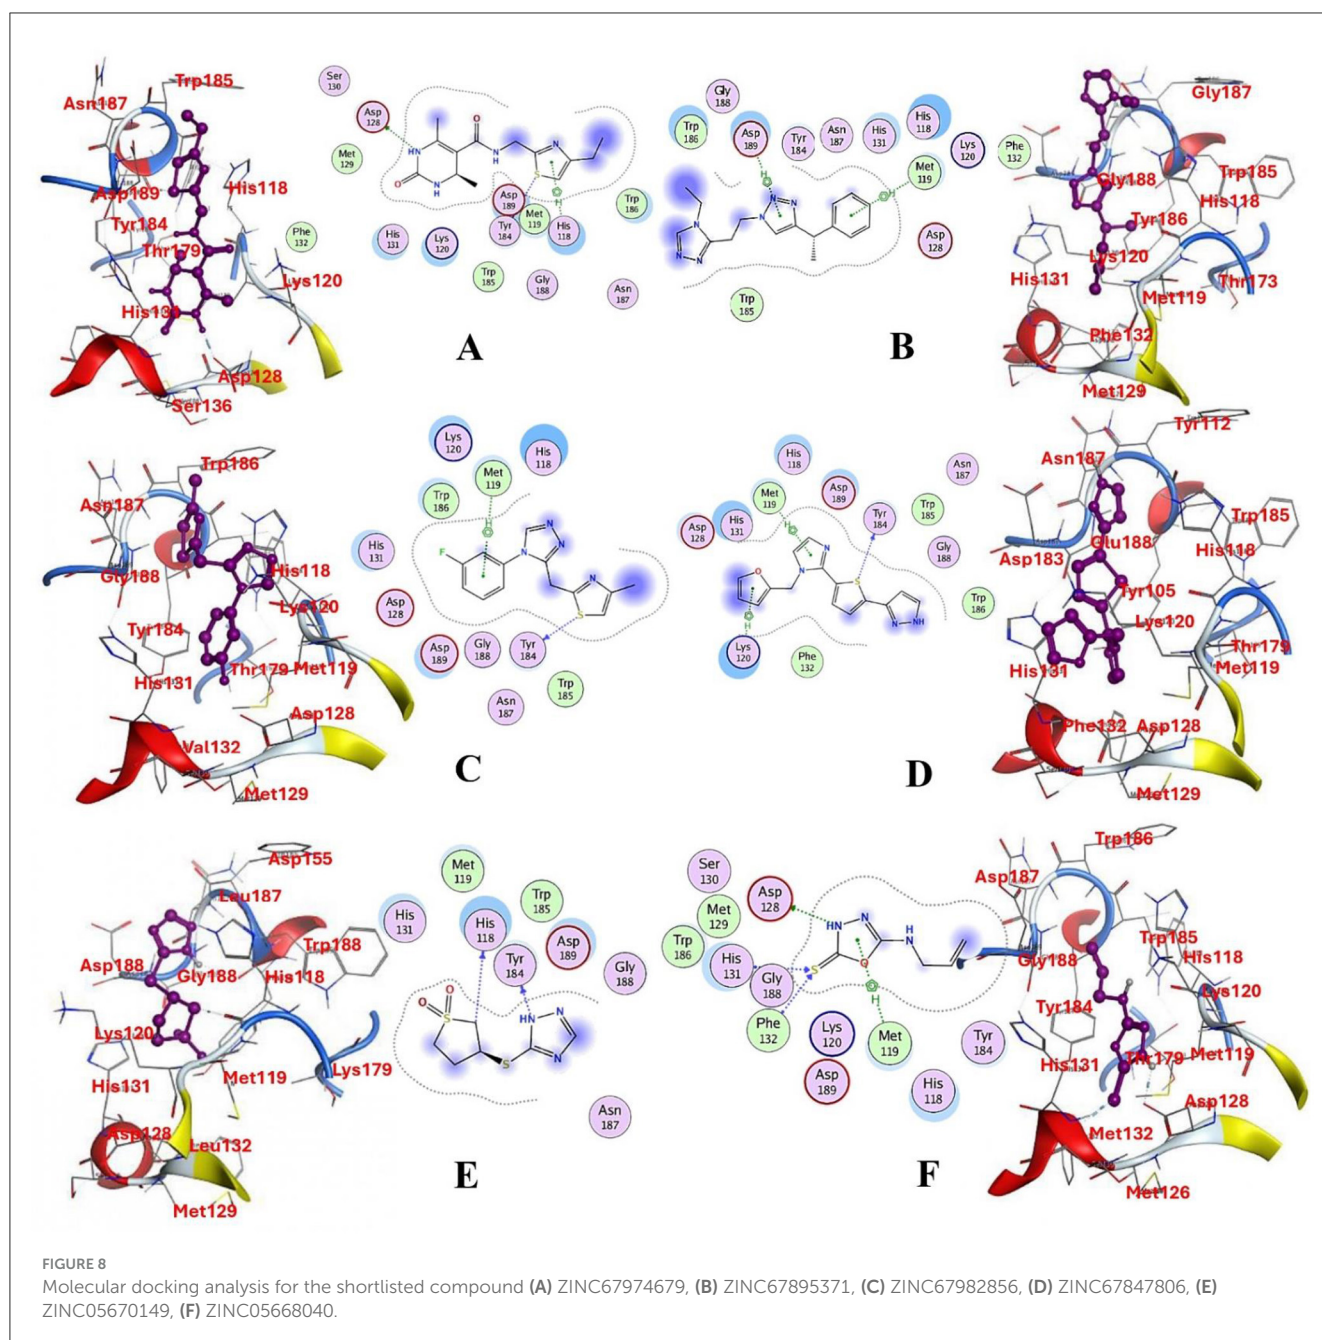 Trp185
Asn187
Asp189
His118
Tyr184
Thr179
Lys120
His131
Asp128
Ser136
Ser 130
Asp 128
Met 129
Phe 132
His 131
Lys 120
Asp 189
Tyr 184
Met 119
His 118
Trp 186
Trp 185
Gly 188
Asn 187
O
HN
N
H
N
S
H
A
Gly 188
Trp 186
Asp 189
Tyr 184
Asn 187
His 131
His 118
Lys 120
Phe 132
Met 119
Asp 128
Trp 185
H
N
N
N
B
Gly187
Gly188
Trp185
His118
Tyr186
Lys120
His131
Met119
Thr173
Phe132
Met129
Trp186
Asn187
Gly188
His118
Lys120
Tyr184
Thr179
Met119
His131
Asp128
Val132
Met129
Lys 120
His 118
Met 119
Trp 186
His 131
Asp 128
Asp 189
Gly 188
Tyr 184
Asn 187
Trp 185
H
F
N
N
S
C
His 118
Asn 187
Met 119
Asp 189
Trp 185
Asp 128
His 131
Tyr 184
Gly 188
Trp 186
Lys 120
Phe 132
H
O
N
S
N
NH
D
Tyr112
Asn187
Trp185
Glu188
His118
Asp183
Tyr105
Lys120
Thr179
Met119
His131
Phe132
Asp128
Met129
Asp155
Leu187
Trp188
Asp188
Gly188
His118
Lys120
Met119
Lys179
His131
Asp128
Leu132
Met129
Met 119
His 131
His 118
Trp 185
Tyr 184
Asp 189
Gly 188
Asn 187
O
O
S
HN
N
N
S
E
Ser 130
Asp 128
Met 129
Trp 186
His 131
Gly 188
Phe 132
Lys 120
Asp 189
Met 119
His 118
Tyr 184
HN
N
H
N
S
O
H
F
Trp186
Asp187
Trp185
Gly188
His118
Lys120
Tyr184
His131
Thr179
Met119
Asp128
Met132
Met126
FIGURE 8
Molecular docking analysis for the shortlisted compound (A) ZINC67974679, (B) ZINC67895371, (C) ZINC67982856, (D) ZINC67847806, (E)
ZINC05670149, (F) ZINC05668040.